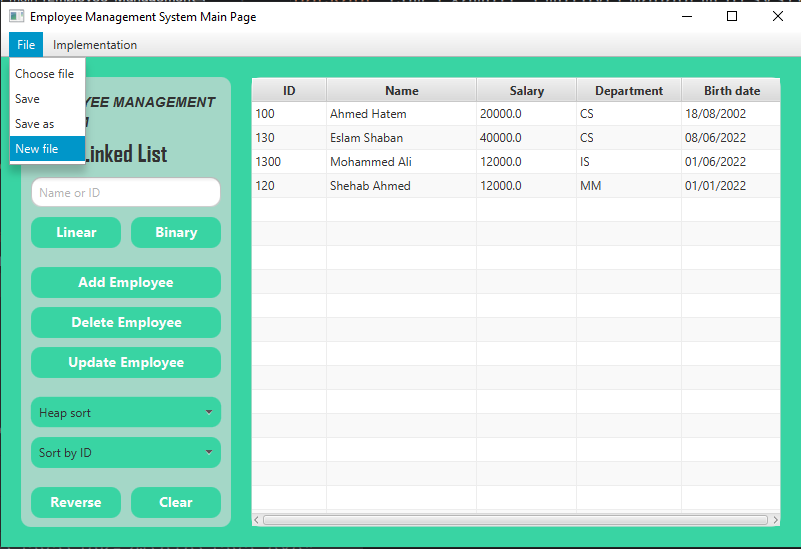 Employee Management System Main Page
File Implementation
Choose file
Save
Save as
New file
YEE MANAGEMENT
Linked List
Name or ID
Linear Binary
Add Employee
Delete Employee
Update Employee
Heap sort
Sort by ID
Reverse Clear
ID Name Salary Department Birth date
100 Ahmed Hatem 20000.0 CS 18/08/2002
130 Eslam Shaban 40000.0 CS 08/06/2022
1300 Mohammed Ali 12000.0 IS 01/06/2022
120 Shehab Ahmed 12000.0 MM 01/01/2022